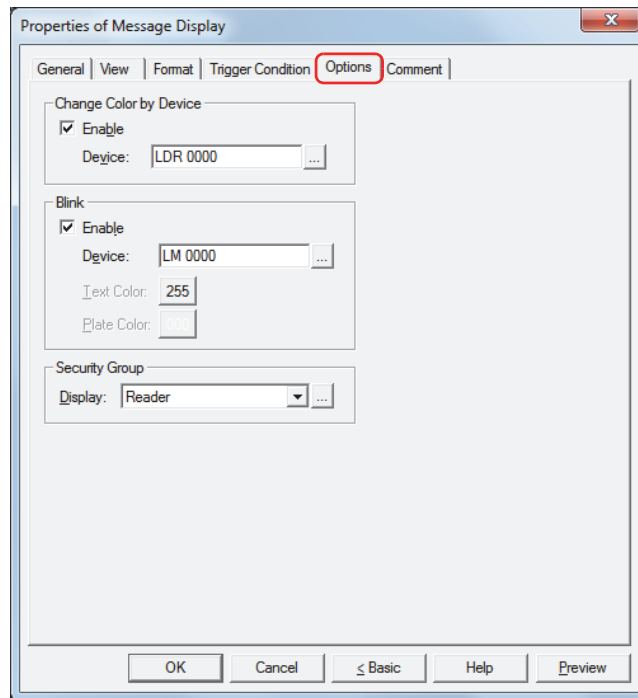 Properties of Message Display
General View Format Trigger Condition Options Comment
Change Color by Device
Enable
Device: LDR 0000 ...
Blink
Enable
Device: LM 0000 ...
Text Color: 255
Plate Color: 000
Security Group
Display: Reader ...
OK Cancel < Basic Help Preview